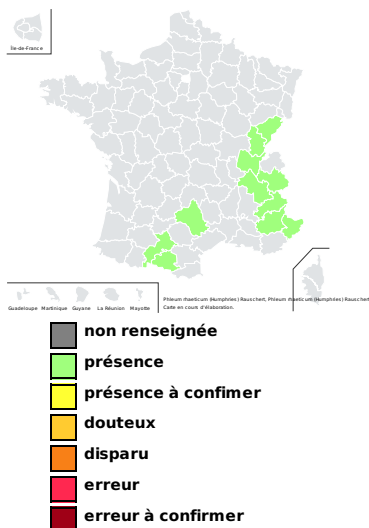 Île-de-France
Guadeloupe Martinique Guyane La Réunion Mayotte
Phleum rhaeticum (Humphries) Rauschert, Phleum rhaeticum (Humphries) Rauschert
Carte en cours d'élaboration.
non renseignée
présence
présence à confimer
douteux
disparu
erreur
erreur à confirmer